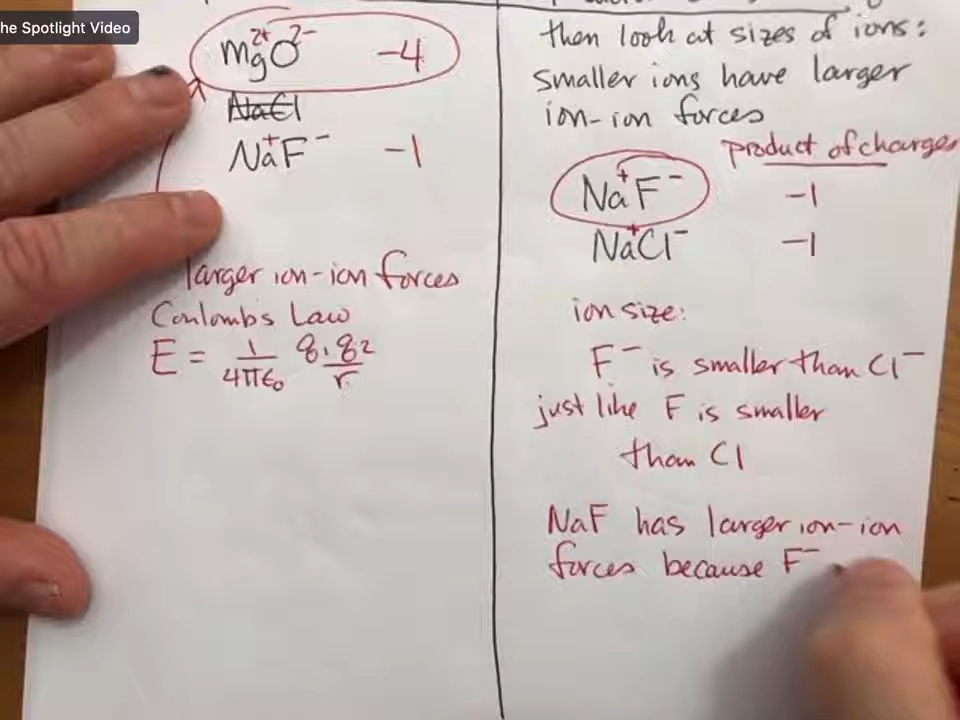 he Spotlight Video
Mg²⁺O²⁻ -4
NaCl
Na⁺F⁻ -1
larger ion-ion forces
Coulombs Law
E = 1/4πε₀ q₁q₂/r
then look at sizes of ions:
smaller ions have larger
ion-ion forces
product of charges
Na⁺F⁻ -1
Na⁺Cl⁻ -1
ion size:
F⁻ is smaller than Cl⁻
just like F is smaller
than Cl
NaF has larger ion-ion
forces because F⁻